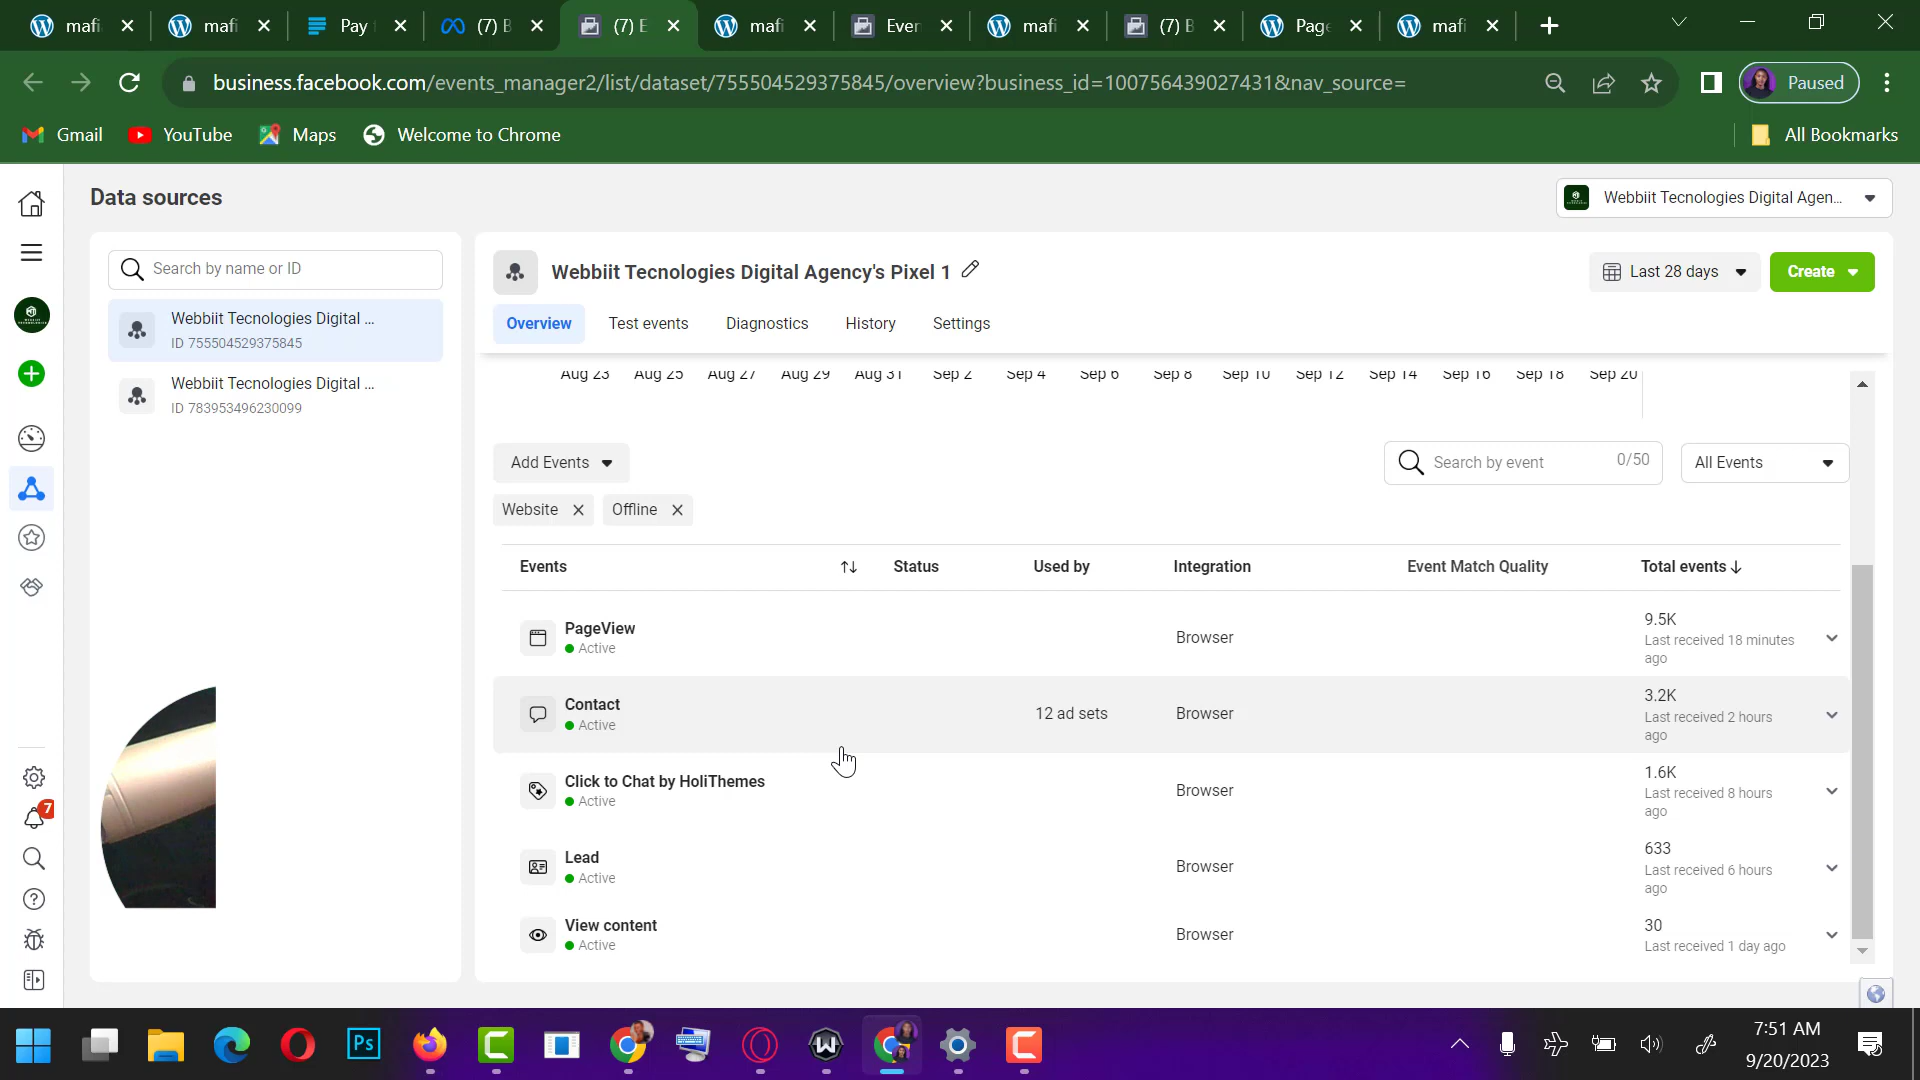 mafi
mafi
Pay
(7) B
(7) E
mafi
Even
mafi
(7) B
Page
mafi
business.facebook.com/events_manager2/list/dataset/755504529375845/overview?business_id=100756439027431&nav_source=
Paused
Gmail
YouTube
Maps
Welcome to Chrome
All Bookmarks
Data sources
Webbiit Tecnologies Digital Agen...
Search by name or ID
Webbiit Tecnologies Digital ...
ID 755504529375845
Webbiit Tecnologies Digital ...
ID 783953496230099
Webbiit Tecnologies Digital Agency's Pixel 1
Last 28 days
Create
Overview
Test events
Diagnostics
History
Settings
Aug 23 Aug 25 Aug 27 Aug 29 Aug 31 Sep 2 Sep 4 Sep 6 Sep 8 Sep 10 Sep 12 Sep 14 Sep 16 Sep 18 Sep 20
Add Events
Search by event 0/50
All Events
Website
Offline
Events Status Used by Integration Event Match Quality Total events
PageView
Active
Browser
9.5K
Last received 18 minutes
ago
Contact
Active
12 ad sets
Browser
3.2K
Last received 2 hours
ago
Click to Chat by HoliThemes
Active
Browser
1.6K
Last received 8 hours
ago
Lead
Active
Browser
633
Last received 6 hours
ago
View content
Active
Browser
30
Last received 1 day ago
7
Ps
7:51 AM
9/20/2023